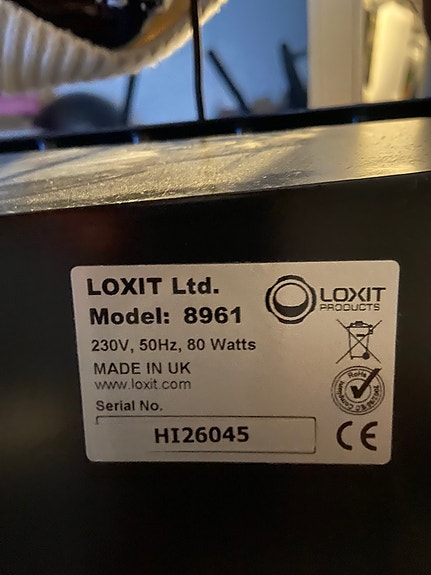 LOXIT Ltd.
LOXIT
PRODUCTS
Model: 8961
230V, 50Hz, 80 Watts
MADE IN UK
www.loxit.com
RoHS
Serial No.
HI26045
CE